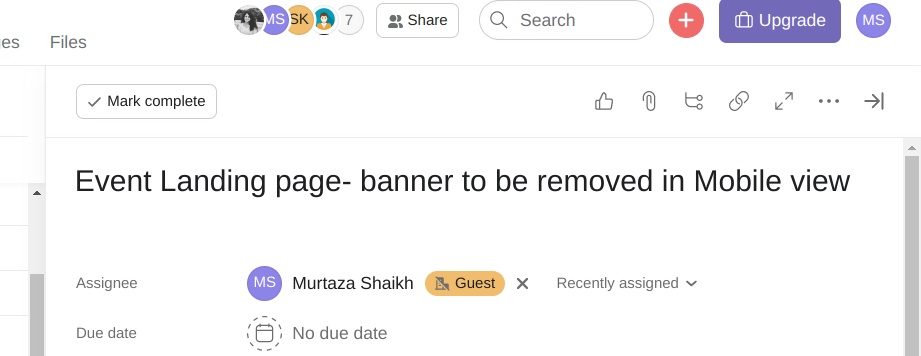 MS SK 7 Share Search Upgrade MS
es Files
Mark complete
Event Landing page- banner to be removed in Mobile view
Assignee MS Murtaza Shaikh Guest Recently assigned
Due date No due date